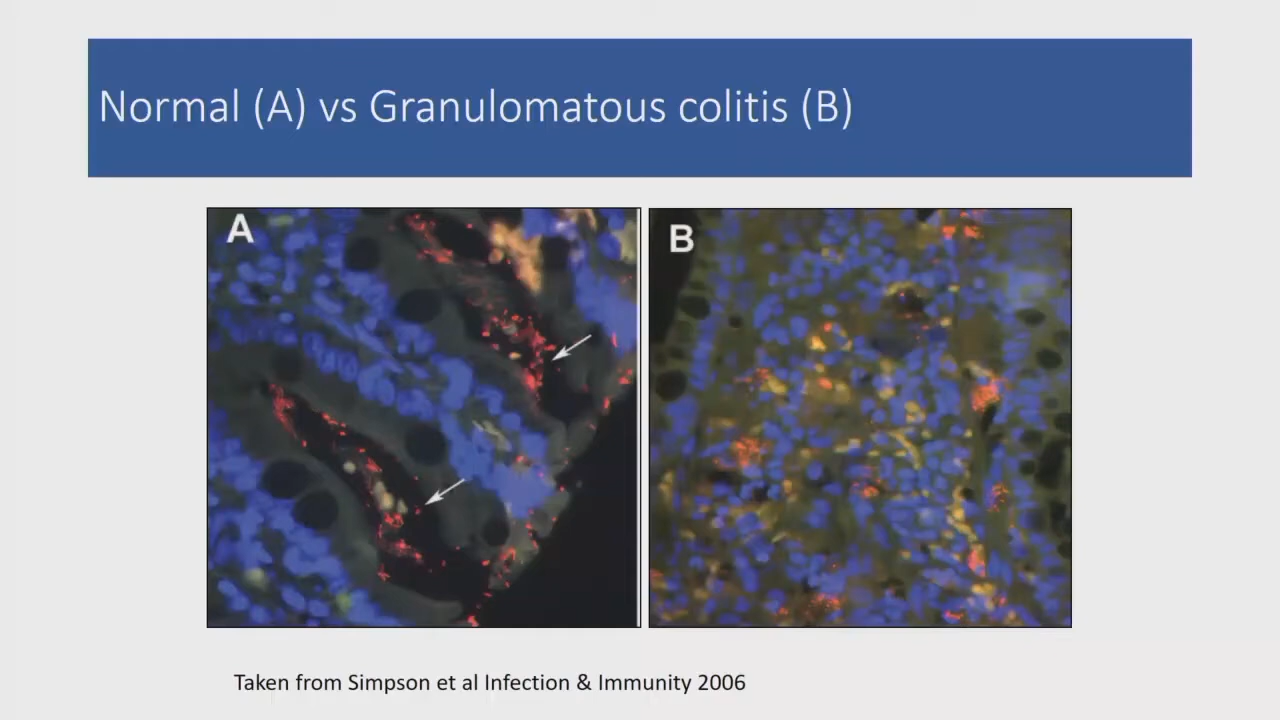 Normal (A) vs Granulomatous colitis (B)
A
B
Taken from Simpson et al Infection & Immunity 2006